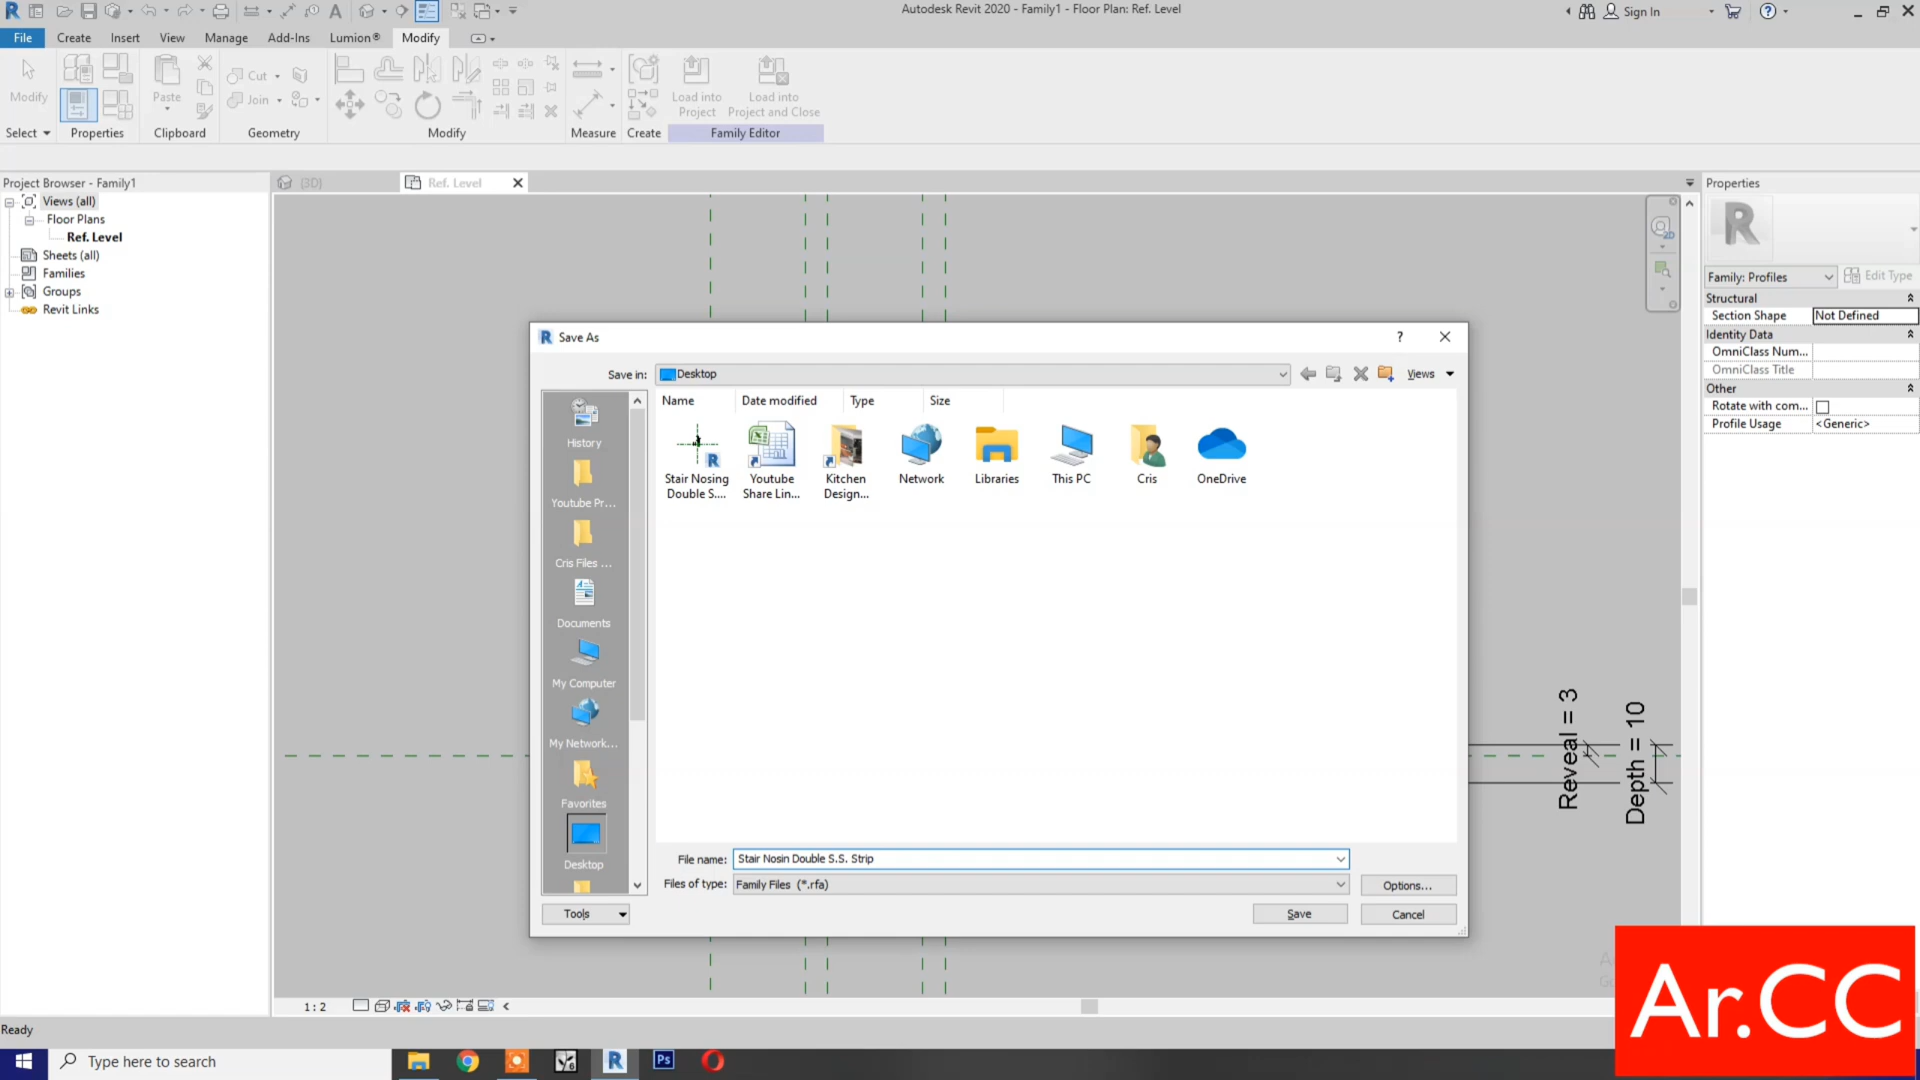 Autodesk Revit 2020 - Family1 - Floor Plan: Ref. Level
Sign In
File Create Insert View Manage Add-Ins Lumion® Modify
Modify
Paste
Cut
Join
Load into Project
Load into Project and Close
Select Properties Clipboard Geometry Modify Measure Create Family Editor
Project Browser - Family1
Views (all)
Floor Plans
Ref. Level
Sheets (all)
Families
Groups
Revit Links
{3D}
Ref. Level
Properties
Family: Profiles
Edit Type
Structural
Section Shape Not Defined
Identity Data
OmniClass Num...
OmniClass Title
Other
Rotate with com...
Profile Usage <Generic>
Save As
Save in: Desktop
Views
Name Date modified Type Size
History
Youtube Pr...
Cris Files ...
Documents
My Computer
My Network...
Favorites
Desktop
Stair Nosing
Double S....
Youtube
Share Lin...
Kitchen
Design...
Network
Libraries
This PC
Cris
OneDrive
File name: Stair Nosin Double S.S. Strip
Files of type: Family Files (*.rfa)
Options...
Tools
Save
Cancel
Reveal = 3
Depth = 10
1 : 2
Ready
Type here to search
Ps
Ar.CC